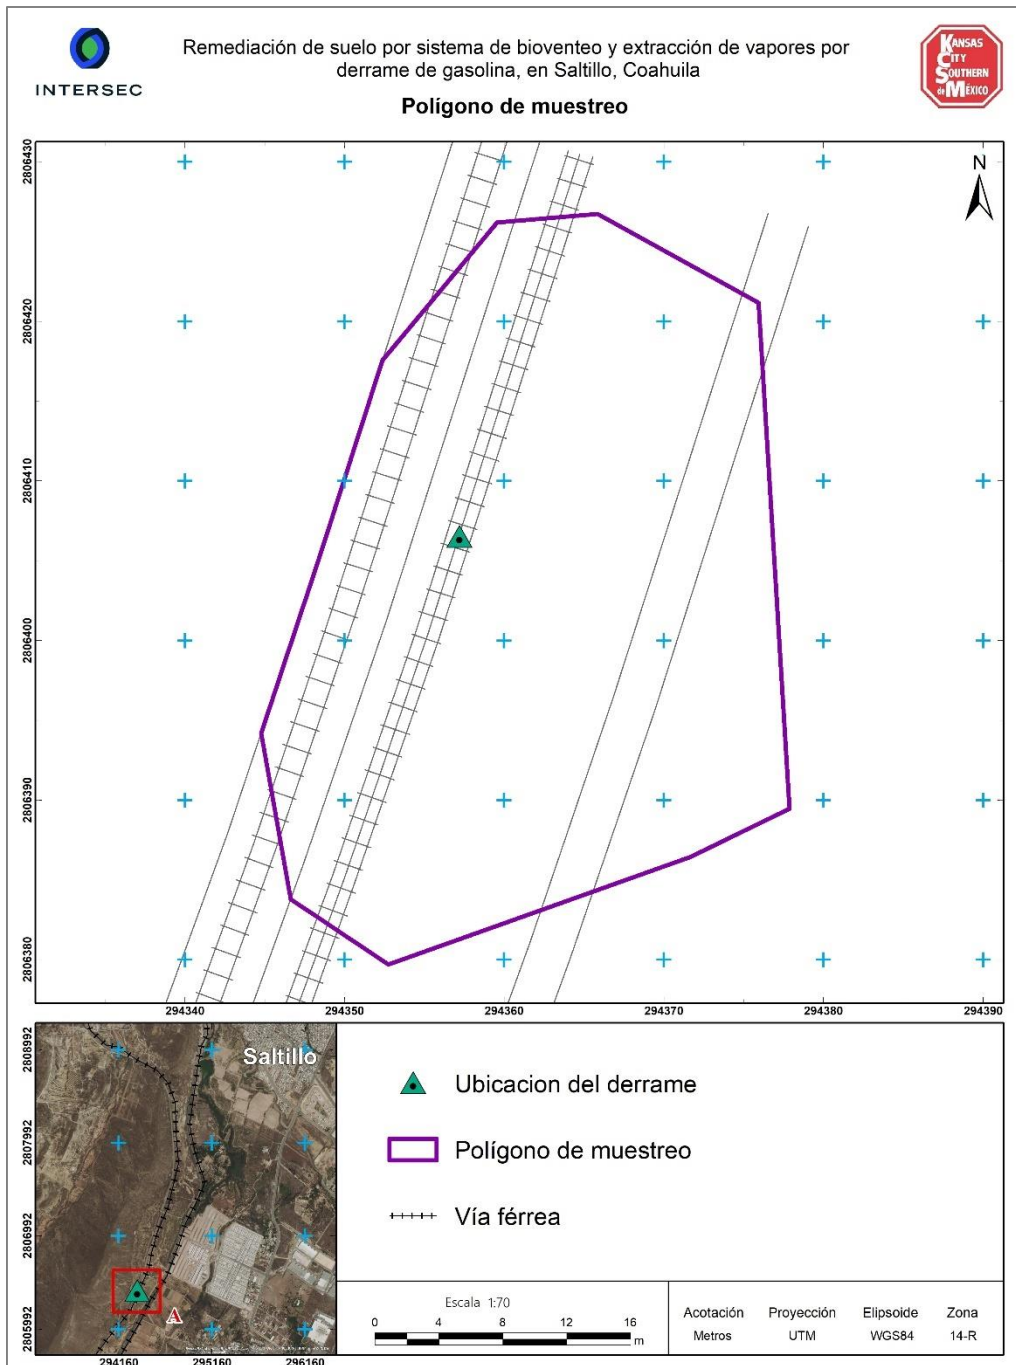 INTERSEC
Remediación de suelo por sistema de bioventeo y extracción de vapores por
derrame de gasolina, en Saltillo, Coahuila
Polígono de muestreo
KANSAS
CITY
SOUTHERN
de MÉXICO
N
2806430
2806420
2806410
2806400
2806390
2806380
294340 294350 294360 294370 294380 294390
Saltillo
2808992
2807992
2806992
2805992
294160 295160 296160
A
Ubicacion del derrame
Polígono de muestreo
Vía férrea
Escala 1:70
0 4 8 12 16
m
Acotación Proyección Elipsoide Zona
Metros UTM WGS84 14-R